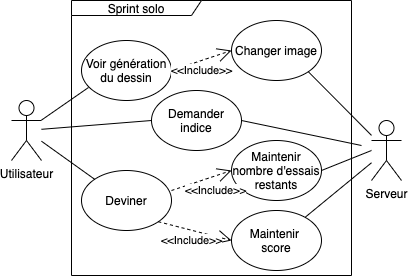 Sprint solo
Voir génération
du dessin
<<Include>>
Changer image
Demander
indice
Utilisateur
Serveur
Maintenir
nombre d'essais
restants
<<Include>>
Deviner
<<Include>>
Maintenir
score